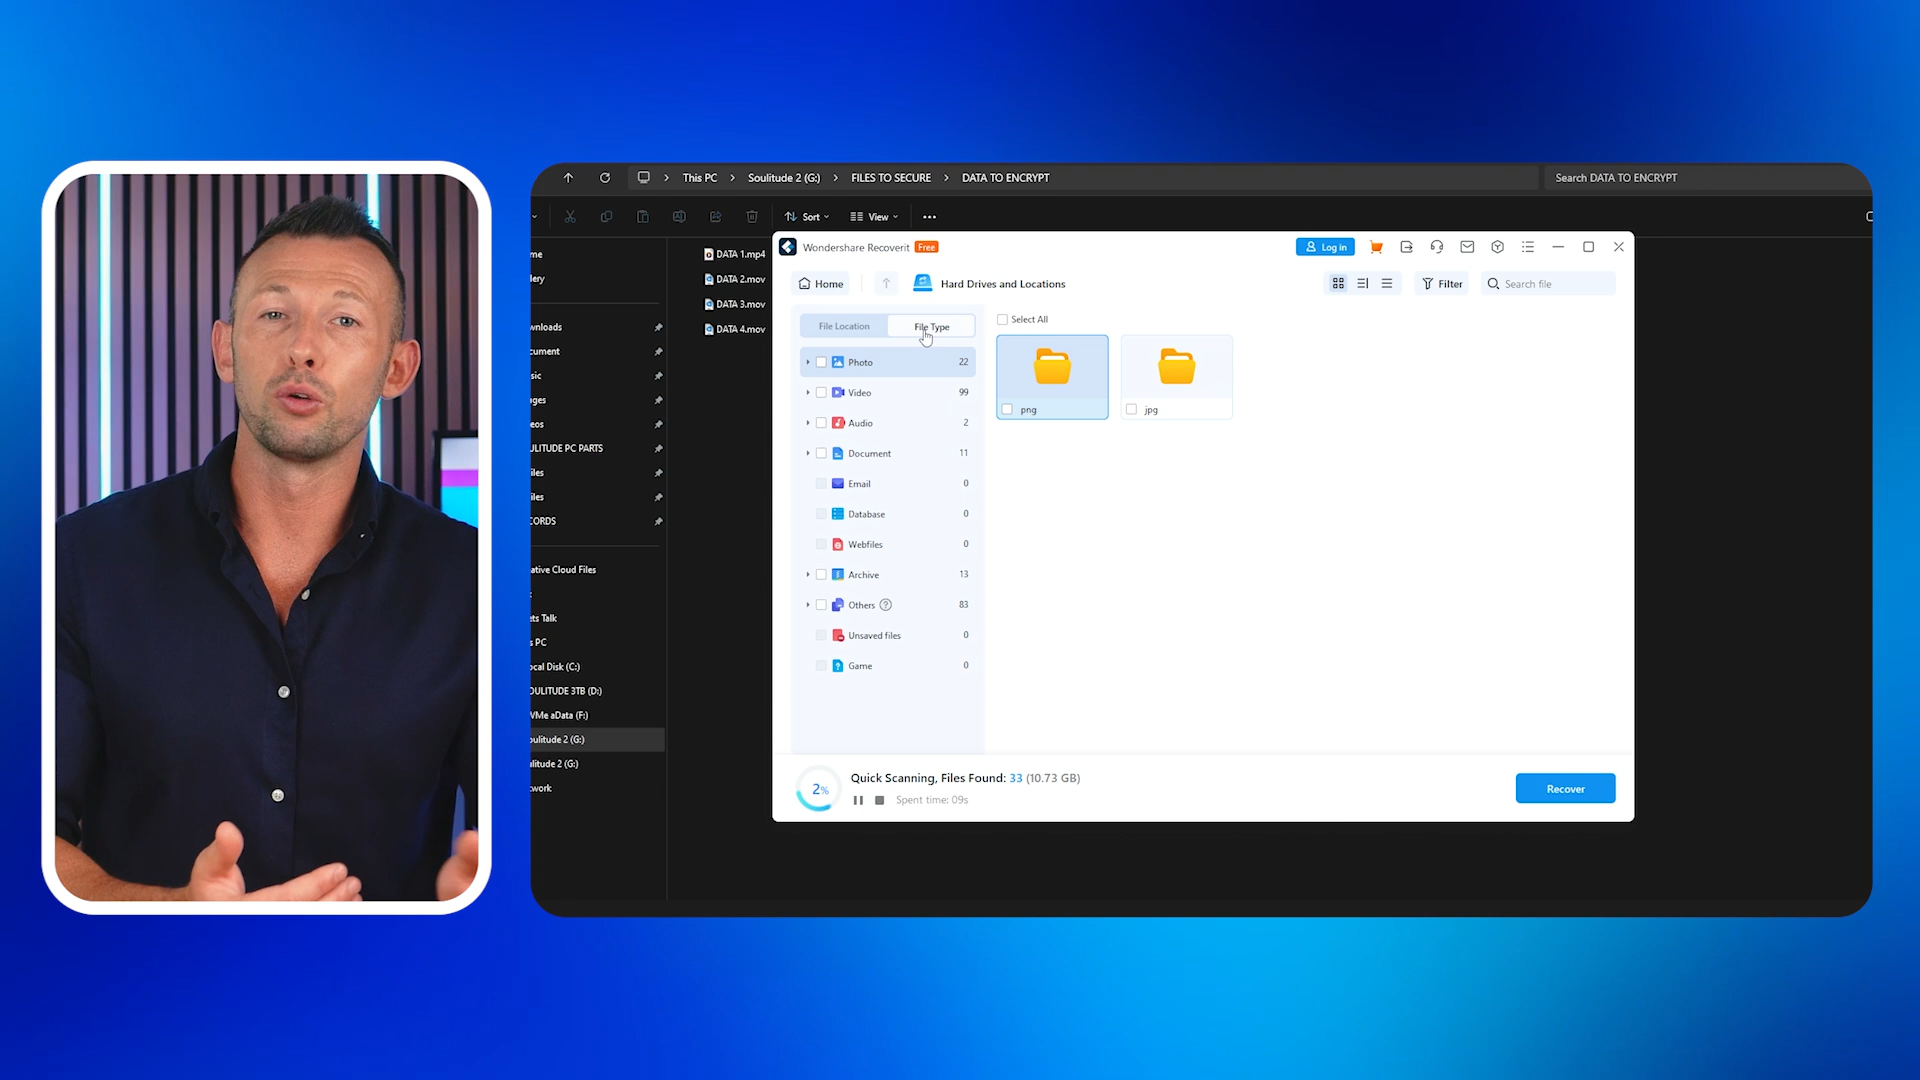 This PC > Soulitude 2 (G:) > FILES TO SECURE > DATA TO ENCRYPT
Search DATA TO ENCRYPT
Sort
View
me
lery
wnloads
cument
sic
ages
eos
ULITUDE PC PARTS
iles
iles
CORDS
ative Cloud Files
ets Talk
s PC
ocal Disk (C:)
OULITUDE 3TB (D:)
VMe aData (F:)
oulitude 2 (G:)
litude 2 (G:)
work
DATA 1.mp4
DATA 2.mov
DATA 3.mov
DATA 4.mov
Wondershare Recoverit Free
Log in
Home
Hard Drives and Locations
Filter
Search file
File Location
File Type
Photo 22
Video 99
Audio 2
Document 11
Email 0
Database 0
Webfiles 0
Archive 13
Others ? 83
Unsaved files 0
Game 0
Select All
png
jpg
2%
Quick Scanning, Files Found: 33 (10.73 GB)
Spent time: 09s
Recover